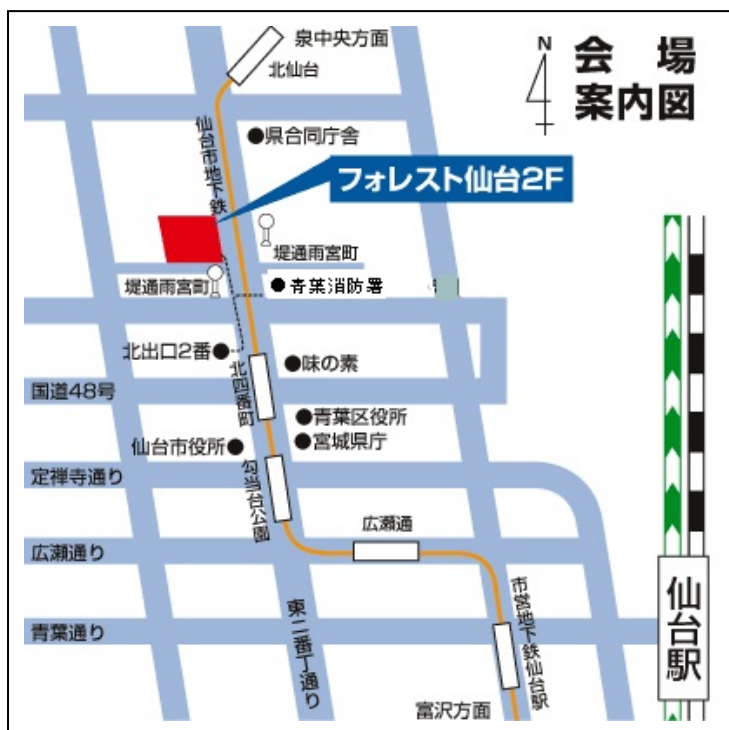 泉中央方面
北仙台
N
会場
案内図
仙台市地下鉄
県合同庁舎
フォレスト仙台2F
堤通雨宮町
堤通雨宮町
青葉消防署
北出口2番
北四番町
味の素
国道48号
青葉区役所
宮城県庁
仙台市役所
勾当台公園
定禅寺通り
広瀬通
広瀬通り
市営地下鉄仙台駅
仙台駅
東二番丁通り
青葉通り
富沢方面